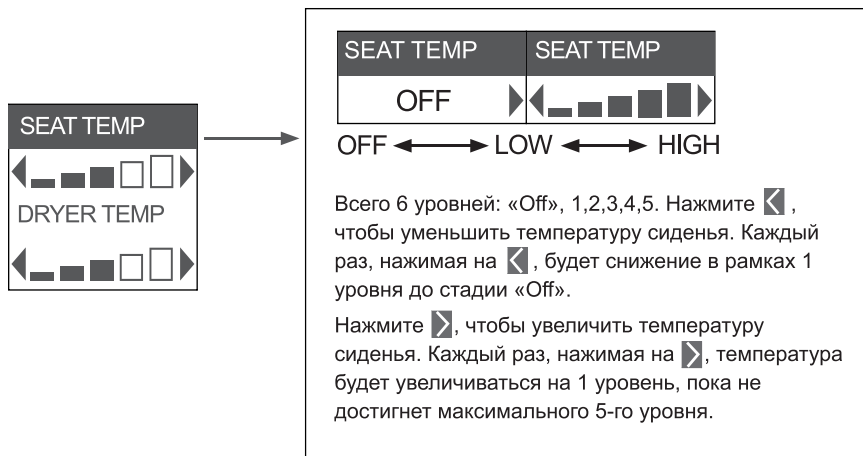 SEAT TEMP
DRYER TEMP
SEAT TEMP SEAT TEMP
OFF
OFF LOW HIGH
Всего 6 уровней: «Off», 1,2,3,4,5. Нажмите ,
чтобы уменьшить температуру сиденья. Каждый
раз, нажимая на , будет снижение в рамках 1
уровня до стадии «Off».
Нажмите , чтобы увеличить температуру
сиденья. Каждый раз, нажимая на , температура
будет увеличиваться на 1 уровень, пока не
достигнет максимального 5-го уровня.